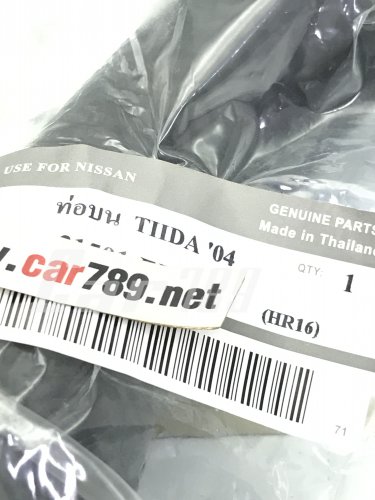 USE FOR NISSAN
GENUINE PARTS
Made in Thailand
ท่อบน TIIDA '04
QTY: 1
.car789.net
(HR16)
71